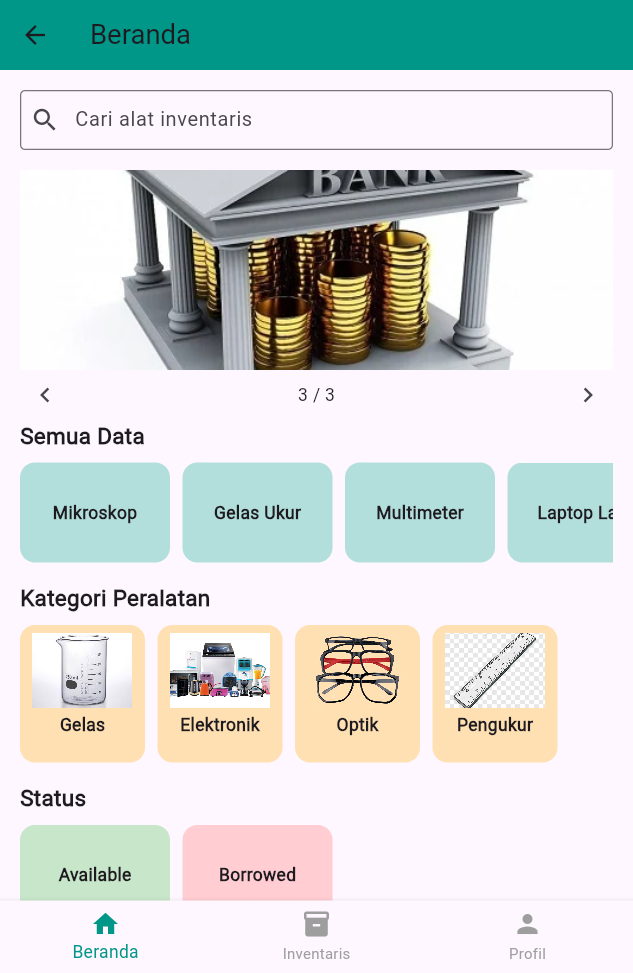 Beranda
Cari alat inventaris
BANK
3 / 3
Semua Data
Mikroskop
Gelas Ukur
Multimeter
Laptop La
Kategori Peralatan
Gelas
Elektronik
Optik
Pengukur
Status
Available
Borrowed
Beranda
Inventaris
Profil